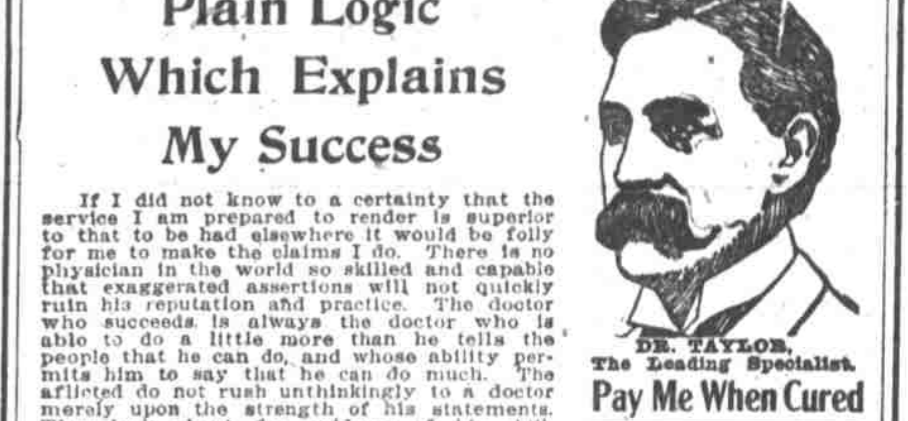 Plain Logic
Which Explains
My Success
If I did not know to a certainty that the
service I am prepared to render is superior
to that to be had elsewhere it would be folly
for me to make the claims I do. There is no
physician in the world so skilled and capable
that exaggerated assertions will not quickly
ruin his reputation and practice. The doctor
who succeeds is always the doctor who is
able to do a little more than he tells the
people that he can do, and whose ability per-
mits him to say that he can do much. The
aflicted do not rush unthinkingly to a doctor
merely upon the strength of his statements.
DR. TAYLOR,
The Leading Specialist.
Pay Me When Cured